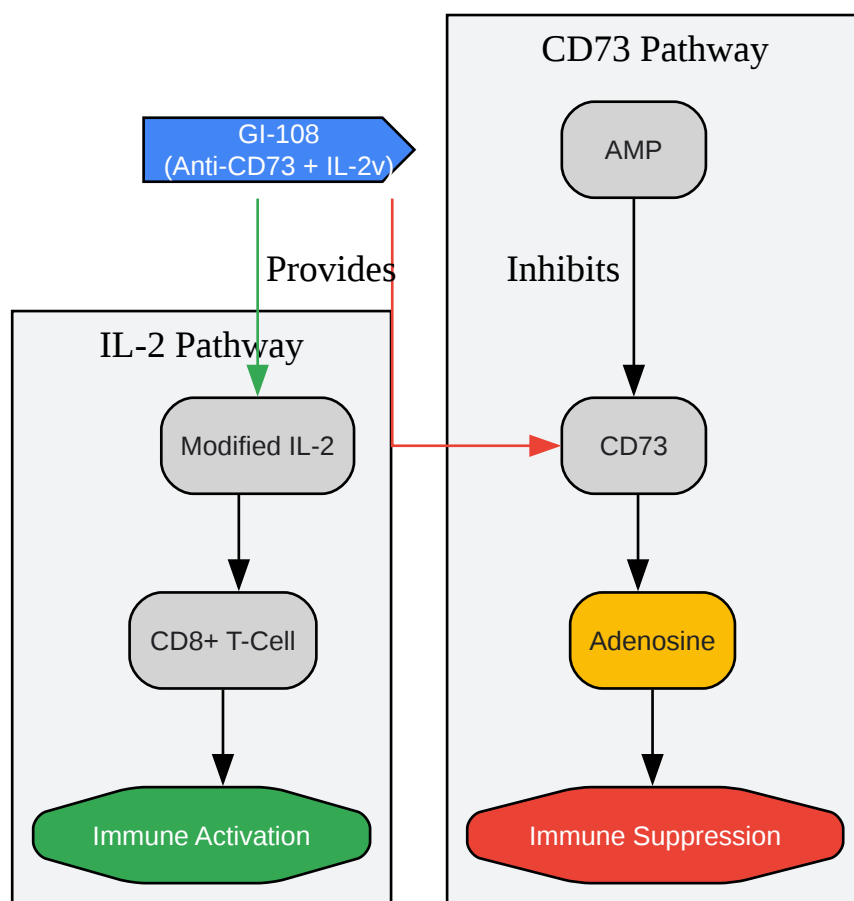 CD73 Pathway
GI-108
(Anti-CD73 + IL-2v)
AMP
Provides
Inhibits
IL-2 Pathway
Modified IL-2
CD73
CD8+ T-Cell
Adenosine
Immune Activation
Immune Suppression